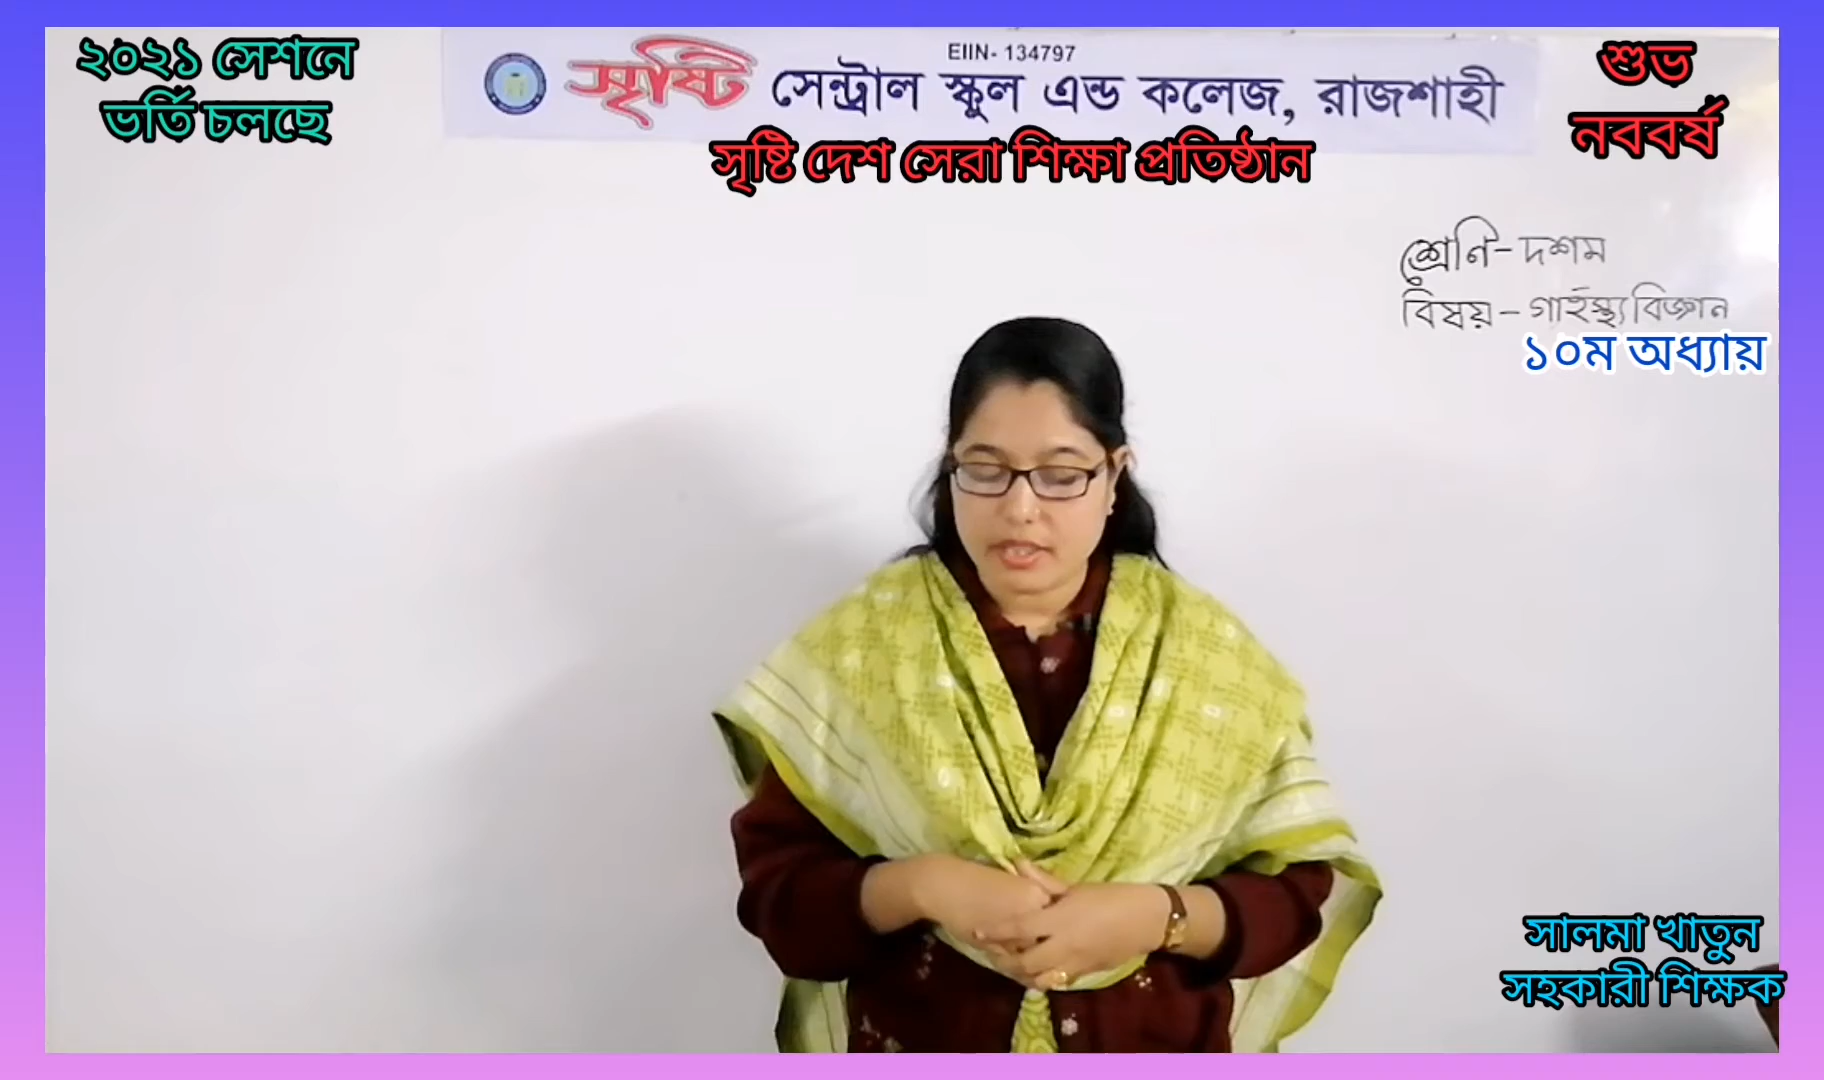 ২০২১ সেশনে
ভর্তি চলছে
EIIN- 134797
সৃষ্টি সেন্ট্রাল স্কুল এন্ড কলেজ, রাজশাহী
সৃষ্টি দেশ সেরা শিক্ষা প্রতিষ্ঠান
শুভ
নববর্ষ
শ্রেণি - দশম
বিষয় - গার্হস্থ্য বিজ্ঞান
১০ম অধ্যায়
সালমা খাতুন
সহকারী শিক্ষক